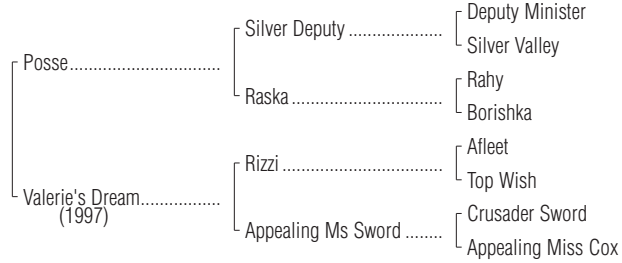 Deputy Minister
Silver Deputy ....................
Silver Valley
Posse................................
Rahy
Raska ................................
Borishka
Afleet
Rizzi ..................................
Top Wish
Valerie's Dream.................
(1997)
Crusader Sword
Appealing Ms Sword ........
Appealing Miss Cox